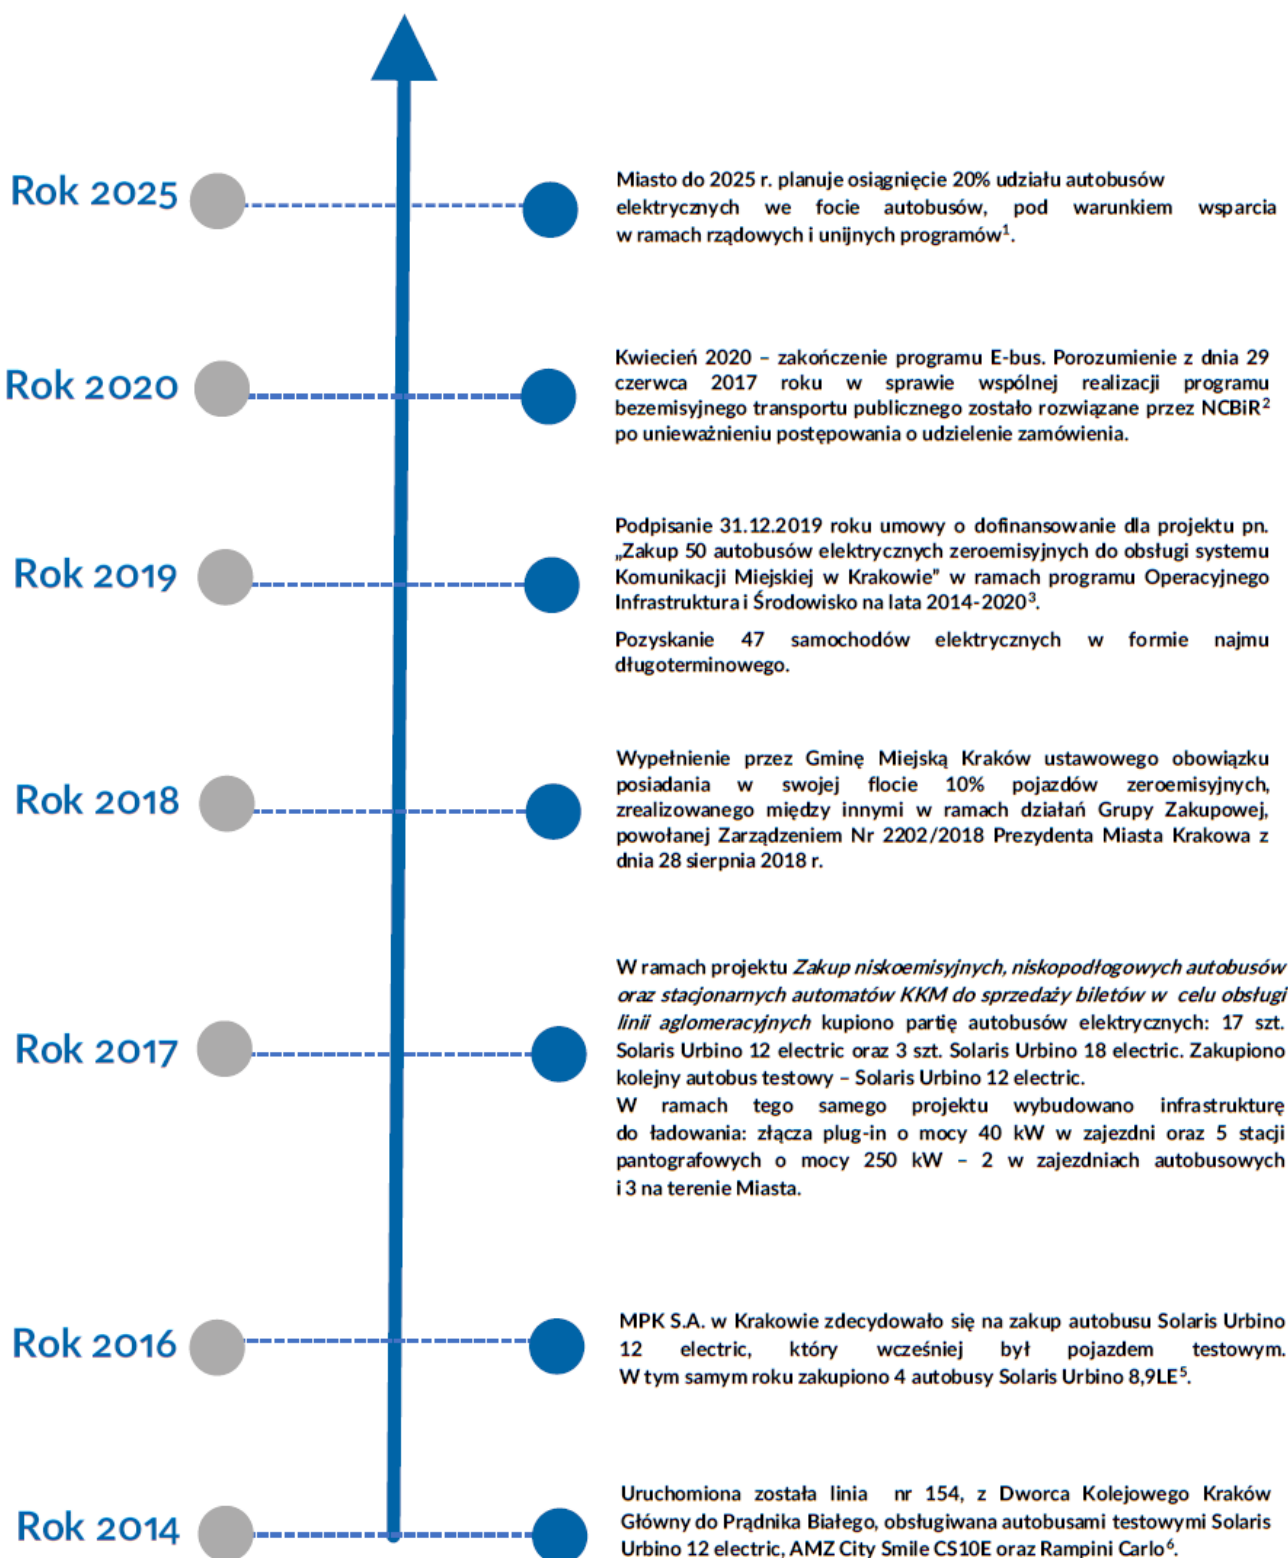 Rok 2025
Miasto do 2025 r. planuje osiągnięcie 20% udziału autobusów
elektrycznych we focie autobusów, pod warunkiem wsparcia
w ramach rządowych i unijnych programów¹.
Rok 2020
Kwiecień 2020 – zakończenie programu E-bus. Porozumienie z dnia 29
czerwca 2017 roku w sprawie wspólnej realizacji programu
bezemisyjnego transportu publicznego zostało rozwiązane przez NCBiR²
po unieważnieniu postępowania o udzielenie zamówienia.
Rok 2019
Podpisanie 31.12.2019 roku umowy o dofinansowanie dla projektu pn.
„Zakup 50 autobusów elektrycznych zeroemisyjnych do obsługi systemu
Komunikacji Miejskiej w Krakowie" w ramach programu Operacyjnego
Infrastruktura i Środowisko na lata 2014-2020³.
Pozyskanie 47 samochodów elektrycznych w formie najmu
długoterminowego.
Rok 2018
Wypełnienie przez Gminę Miejską Kraków ustawowego obowiązku
posiadania w swojej flocie 10% pojazdów zeroemisyjnych,
zrealizowanego między innymi w ramach działań Grupy Zakupowej,
powołanej Zarządzeniem Nr 2202/2018 Prezydenta Miasta Krakowa z
dnia 28 sierpnia 2018 r.
Rok 2017
W ramach projektu Zakup niskoemisyjnych, niskopodłogowych autobusów
oraz stacjonarnych automatów KKM do sprzedaży biletów w celu obsługi
linii aglomeracyjnych kupiono partię autobusów elektrycznych: 17 szt.
Solaris Urbino 12 electric oraz 3 szt. Solaris Urbino 18 electric. Zakupiono
kolejny autobus testowy – Solaris Urbino 12 electric.
W ramach tego samego projektu wybudowano infrastrukturę
do ładowania: złącza plug-in o mocy 40 kW w zajezdni oraz 5 stacji
pantografowych o mocy 250 kW – 2 w zajezdniach autobusowych
i 3 na terenie Miasta.
Rok 2016
MPK S.A. w Krakowie zdecydowało się na zakup autobusu Solaris Urbino
12 electric, który wcześniej był pojazdem testowym.
W tym samym roku zakupiono 4 autobusy Solaris Urbino 8,9LE⁵.
Rok 2014
Uruchomiona została linia nr 154, z Dworca Kolejowego Kraków
Główny do Prądnika Białego, obsługiwana autobusami testowymi Solaris
Urbino 12 electric, AMZ City Smile CS10E oraz Rampini Carlo⁶.